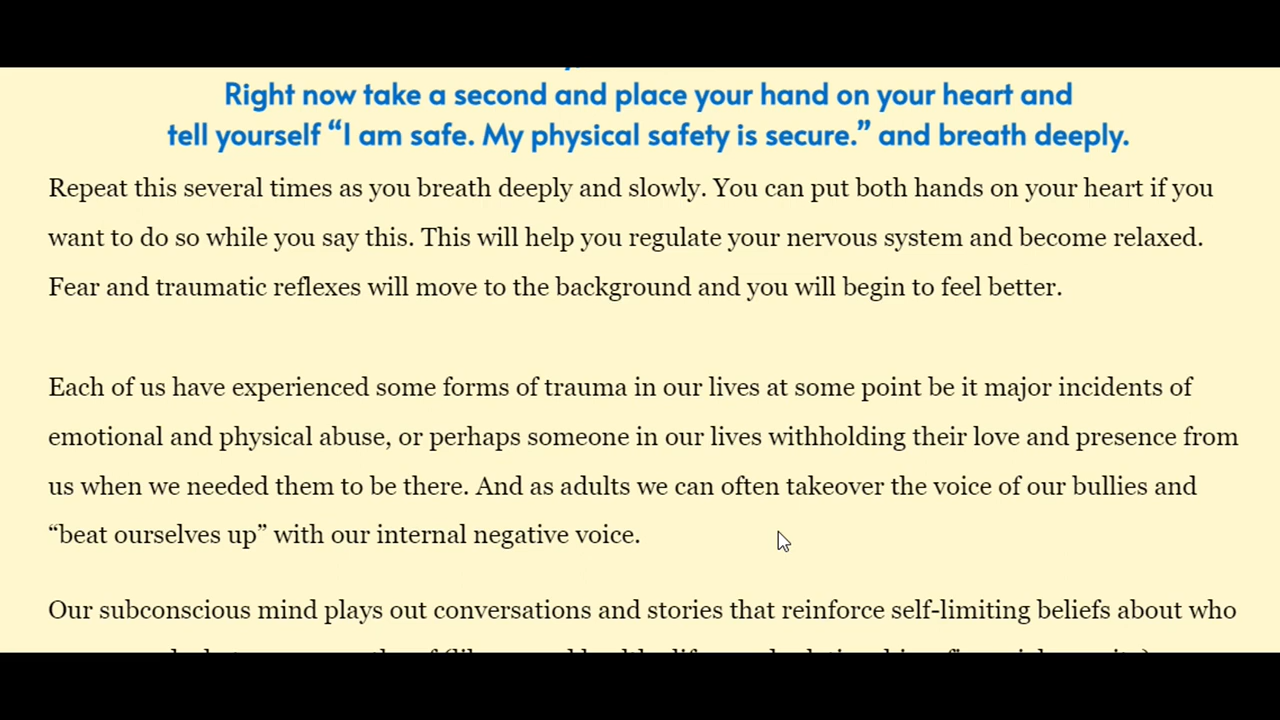 Right now take a second and place your hand on your heart and
tell yourself “I am safe. My physical safety is secure.” and breath deeply.
Repeat this several times as you breath deeply and slowly. You can put both hands on your heart if you
want to do so while you say this. This will help you regulate your nervous system and become relaxed.
Fear and traumatic reflexes will move to the background and you will begin to feel better.
Each of us have experienced some forms of trauma in our lives at some point be it major incidents of
emotional and physical abuse, or perhaps someone in our lives withholding their love and presence from
us when we needed them to be there. And as adults we can often takeover the voice of our bullies and
“beat ourselves up” with our internal negative voice.
Our subconscious mind plays out conversations and stories that reinforce self-limiting beliefs about who